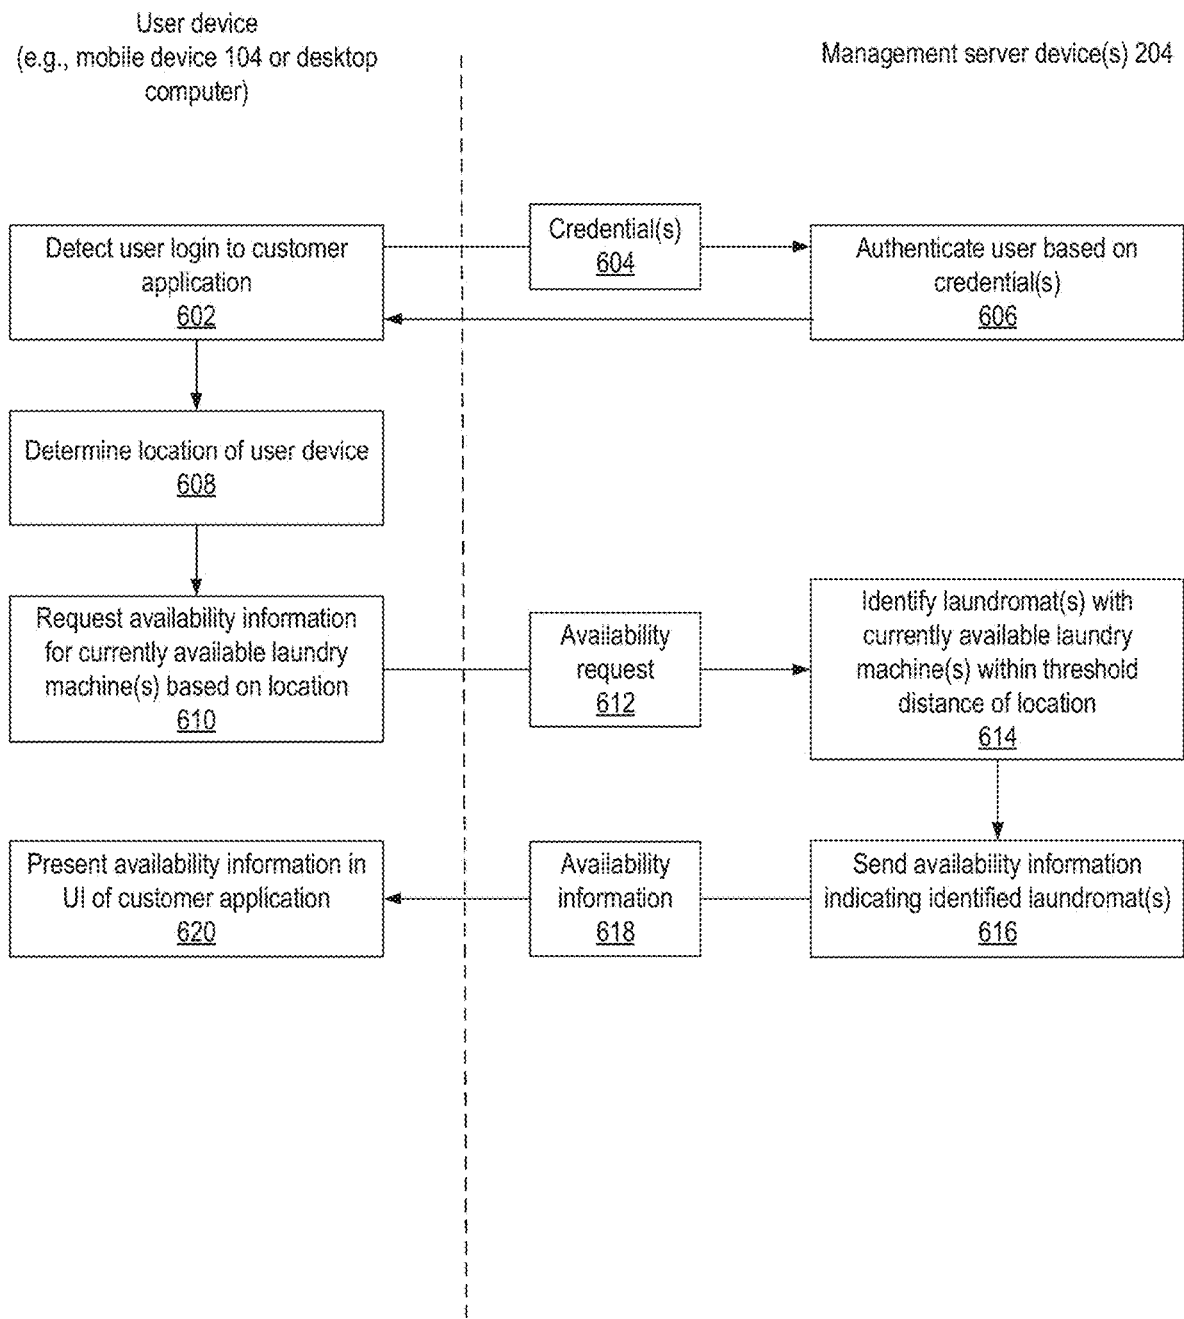 User device
(e.g., mobile device 104 or desktop
computer)
Management server device(s) 204
Detect user login to customer
application
602
Credential(s)
604
Authenticate user based on
credential(s)
606
Determine location of user device
608
Request availability information
for currently available laundry
machine(s) based on location
610
Availability
request
612
Identify laundromat(s) with
currently available laundry
machine(s) within threshold
distance of location
614
Send availability information
indicating identified laundromat(s)
616
Availability
information
618
Present availability information in
UI of customer application
620